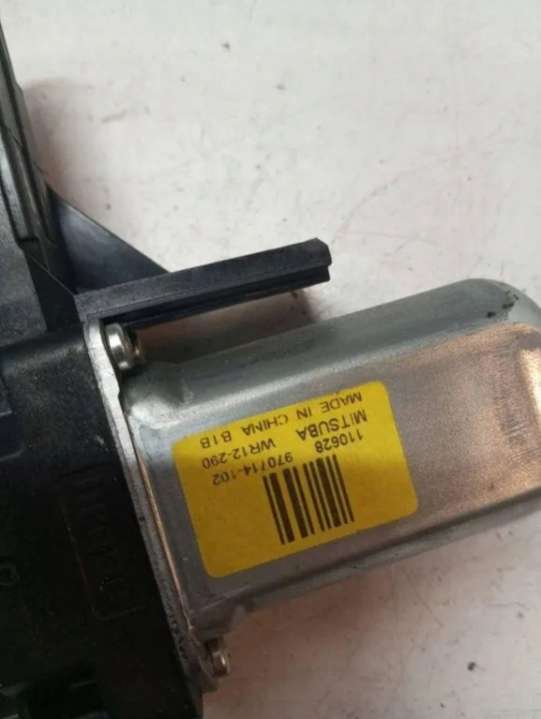 110628 970714-102
MITSUBA WR12-290
MADE IN CHINA B1B